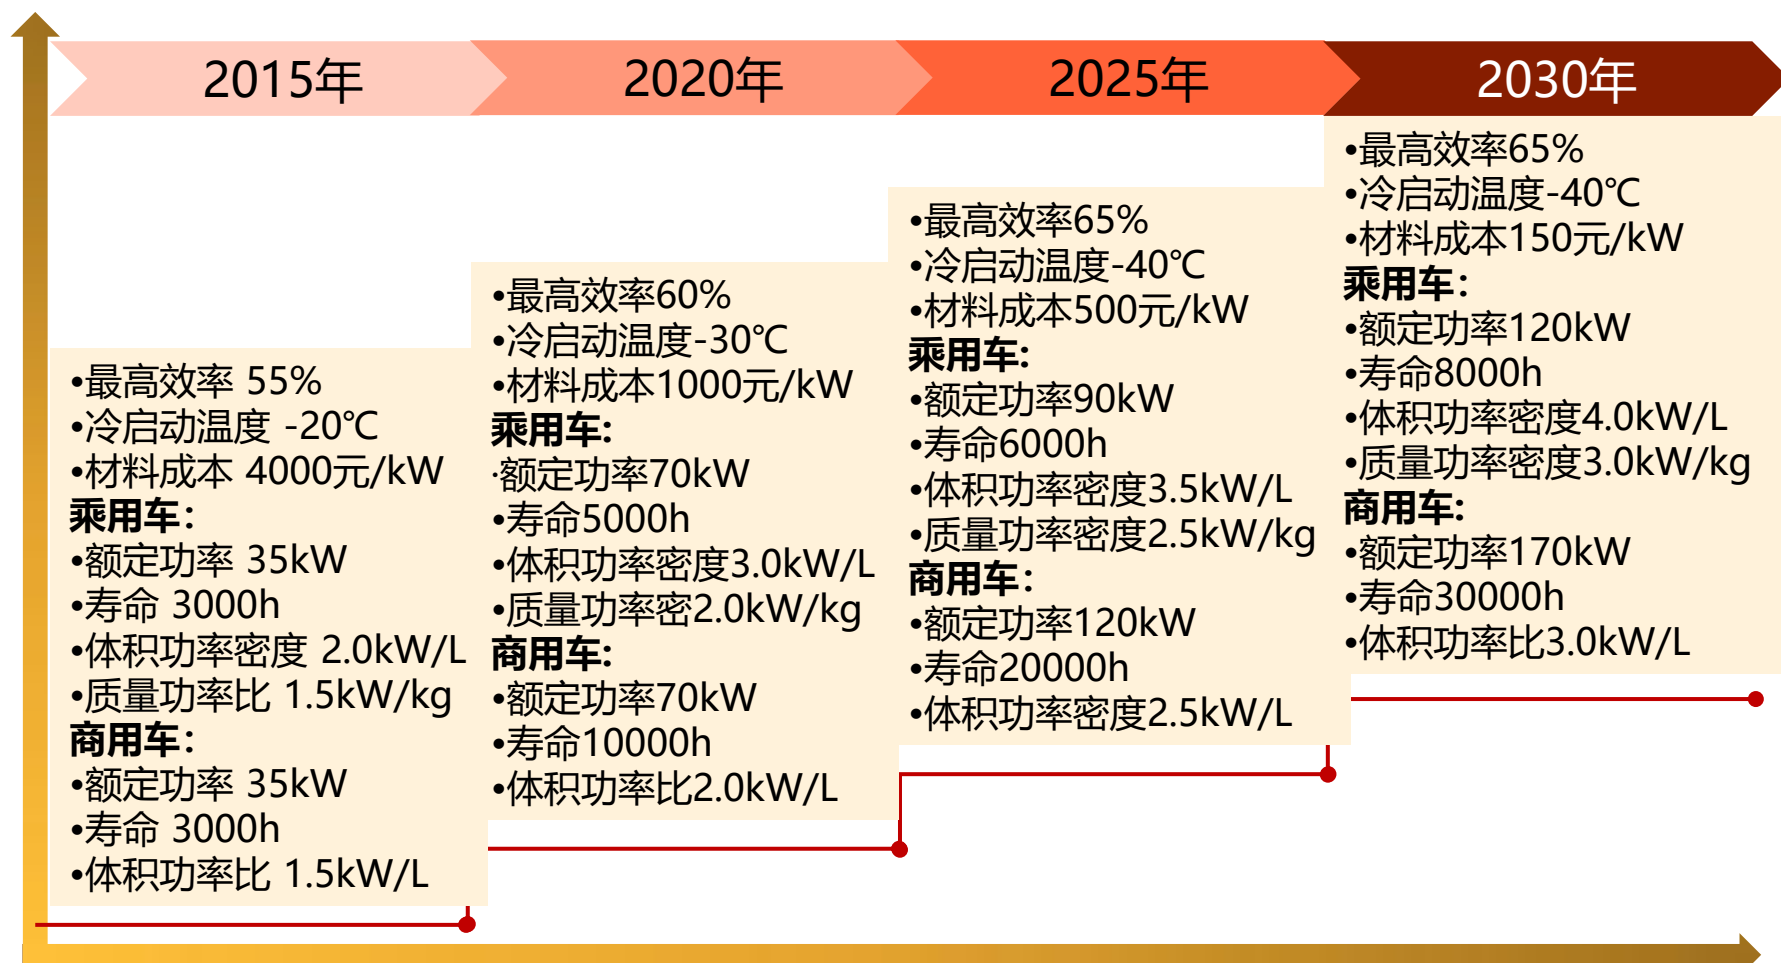 2015年
2020年
2025年
2030年
•最高效率 55%
•冷启动温度 -20℃
•材料成本 4000元/kW
乘用车：
•额定功率 35kW
•寿命 3000h
•体积功率密度 2.0kW/L
•质量功率比 1.5kW/kg
商用车：
•额定功率 35kW
•寿命 3000h
•体积功率比 1.5kW/L
•最高效率60%
•冷启动温度-30℃
•材料成本1000元/kW
乘用车:
·额定功率70kW
•寿命5000h
•体积功率密度3.0kW/L
•质量功率密2.0kW/kg
商用车:
•额定功率70kW
•寿命10000h
•体积功率比2.0kW/L
•最高效率65%
•冷启动温度-40℃
•材料成本500元/kW
乘用车:
•额定功率90kW
•寿命6000h
•体积功率密度3.5kW/L
•质量功率密度2.5kW/kg
商用车：
•额定功率120kW
•寿命20000h
•体积功率密度2.5kW/L
•最高效率65%
•冷启动温度-40℃
•材料成本150元/kW
乘用车：
•额定功率120kW
•寿命8000h
•体积功率密度4.0kW/L
•质量功率密度3.0kW/kg
商用车:
•额定功率170kW
•寿命30000h
•体积功率比3.0kW/L